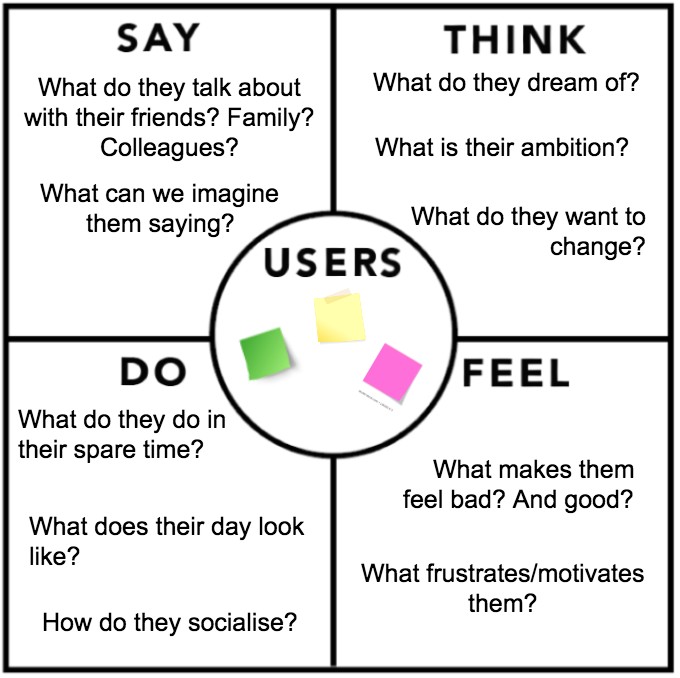 SAY
What do they talk about
with their friends? Family?
Colleagues?
What can we imagine
them saying?
THINK
What do they dream of?
What is their ambition?
What do they want to
change?
USERS
DO
What do they do in
their spare time?
What does their day look
like?
How do they socialise?
FEEL
What makes them
feel bad? And good?
What frustrates/motivates
them?